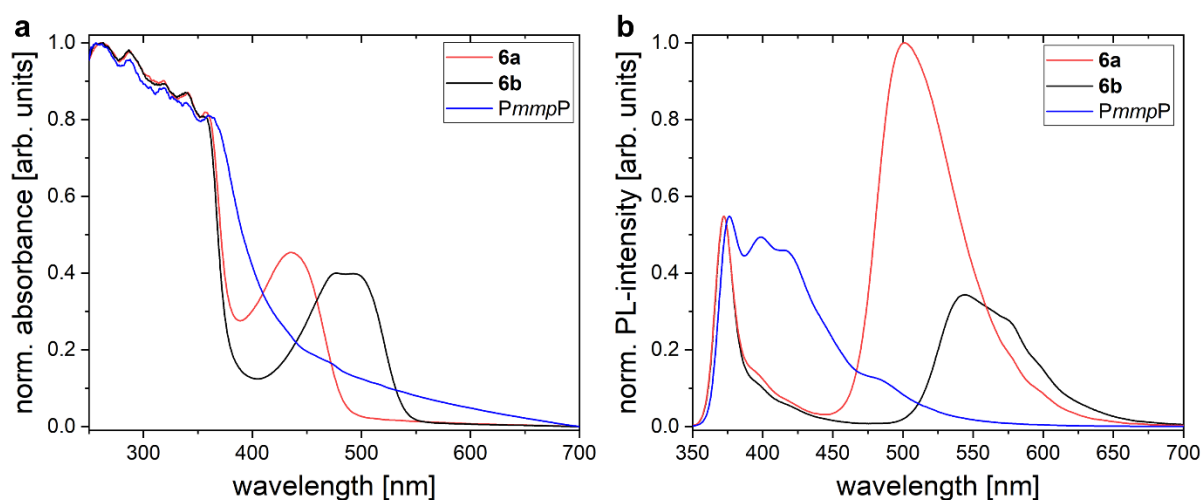 a
norm. absorbance [arb. units]
1.0
0.8
0.6
0.4
0.2
0.0
6a
6b
PmmpP
300
400
500
600
700
wavelength [nm]
b
norm. PL-intensity [arb. units]
1.0
0.8
0.6
0.4
0.2
0.0
6a
6b
PmmpP
350
400
450
500
550
600
650
700
wavelength [nm]